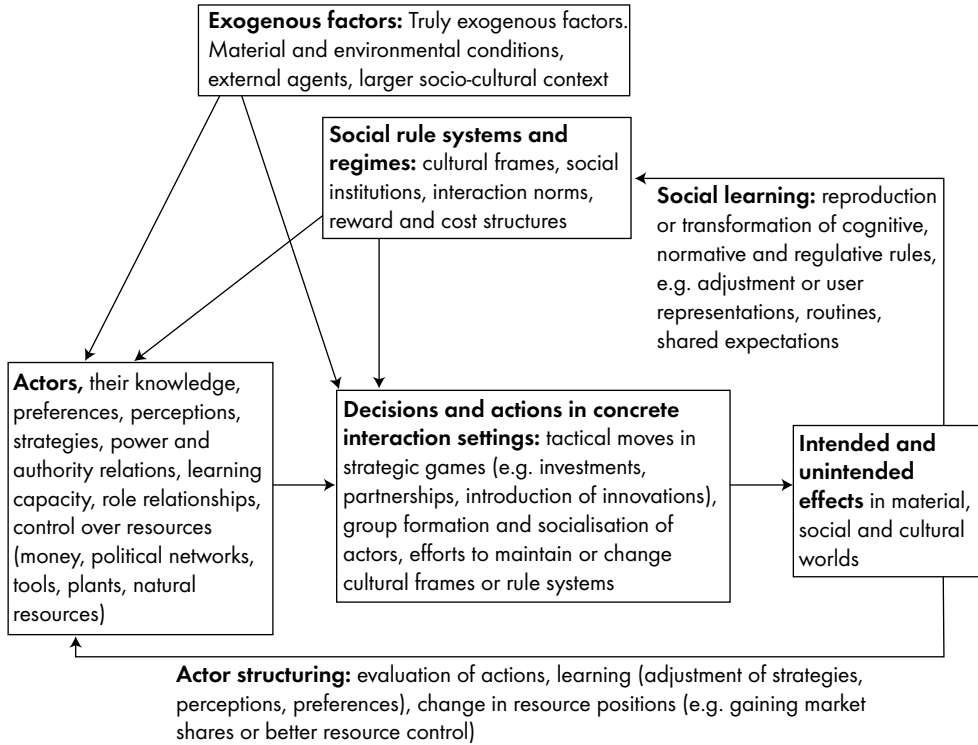 Exogenous factors: Truly exogenous factors.
Material and environmental conditions,
external agents, larger socio-cultural context
Social rule systems and
regimes: cultural frames, social
institutions, interaction norms,
reward and cost structures
Social learning: reproduction
or transformation of cognitive,
normative and regulative rules,
e.g. adjustment or user
representations, routines,
shared expectations
Actors, their knowledge,
preferences, perceptions,
strategies, power and
authority relations, learning
capacity, role relationships,
control over resources
(money, political networks,
tools, plants, natural
resources)
Decisions and actions in concrete
interaction settings: tactical moves in
strategic games (e.g. investments,
partnerships, introduction of innovations),
group formation and socialisation of
actors, efforts to maintain or change
cultural frames or rule systems
Intended and
unintended
effects in material,
social and cultural
worlds
Actor structuring: evaluation of actions, learning (adjustment of strategies,
perceptions, preferences), change in resource positions (e.g. gaining market
shares or better resource control)